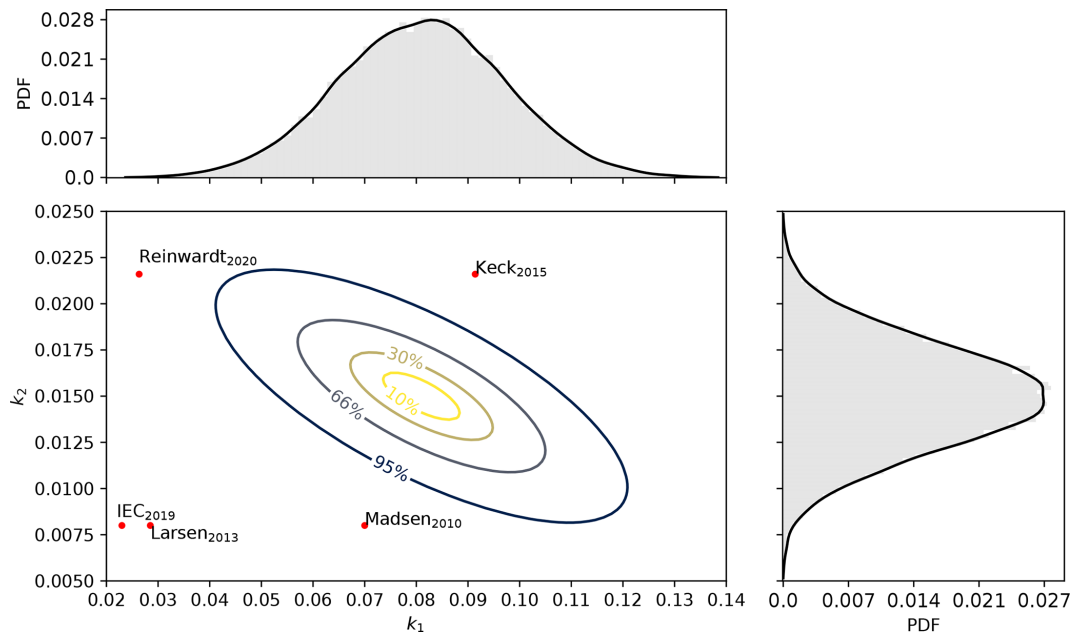 0.028
0.021
0.014
0.007
0.0
PDF
0.0250
0.0225
0.0200
0.0175
0.0150
0.0125
0.0100
0.0075
0.0050
k₂
Reinwardt₂₀₂₀
Keck₂₀₁₅
30%
10%
66%
95%
IEC₂₀₁₉
Larsen₂₀₁₃
Madsen₂₀₁₀
0.02 0.03 0.04 0.05 0.06 0.07 0.08 0.09 0.10 0.11 0.12 0.13 0.14
k₁
0.0 0.007 0.014 0.021 0.027
PDF